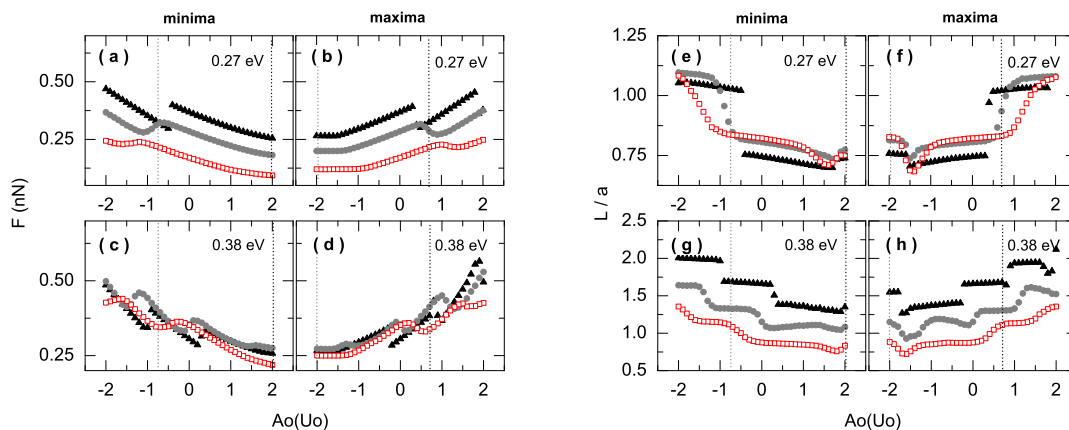 minima maxima minima maxima
( a ) 0.27 eV ( b ) 0.27 eV ( e ) 0.27 eV ( f ) 0.27 eV
0.50 0.25
1.25 1.00 0.75
-2 -1 0 1 2 -2 -1 0 1 2 -2 -1 0 1 2 -2 -1 0 1 2
F (nN) L / a
( c ) 0.38 eV ( d ) 0.38 eV ( g ) 0.38 eV ( h ) 0.38 eV
0.50 0.25
2.5 2.0 1.5 1.0 0.5
-2 -1 0 1 2 -2 -1 0 1 2 -2 -1 0 1 2 -2 -1 0 1 2
Ao(Uo) Ao(Uo)